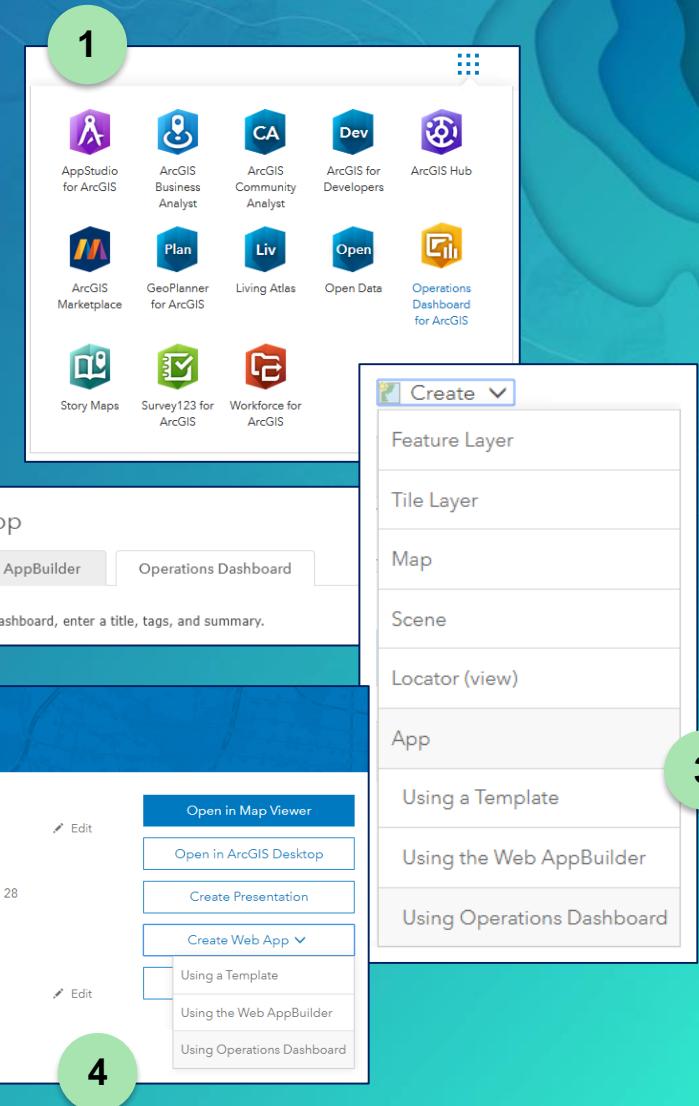 1
CA
Dev
AppStudio
for ArcGIS
ArcGIS
Business
Analyst
ArcGIS
Community
Analyst
ArcGIS for
Developers
ArcGIS Hub
Plan
Liv
Open
ArcGIS
Marketplace
GeoPlanner
for ArcGIS
Living Atlas
Open Data
Operations
Dashboard
for ArcGIS
Story Maps
Survey123 for
ArcGIS
Workforce for
ArcGIS
Create
Feature Layer
Tile Layer
Map
Scene
Locator (view)
App
Using a Template
Using the Web AppBuilder
Using Operations Dashboard
3
AppBuilder
Operations Dashboard
enter a title, tags, and summary.
Open in Map Viewer
Edit
Open in ArcGIS Desktop
28
Create Presentation
Create Web App
Edit
Using a Template
Using the Web AppBuilder
Using Operations Dashboard
4